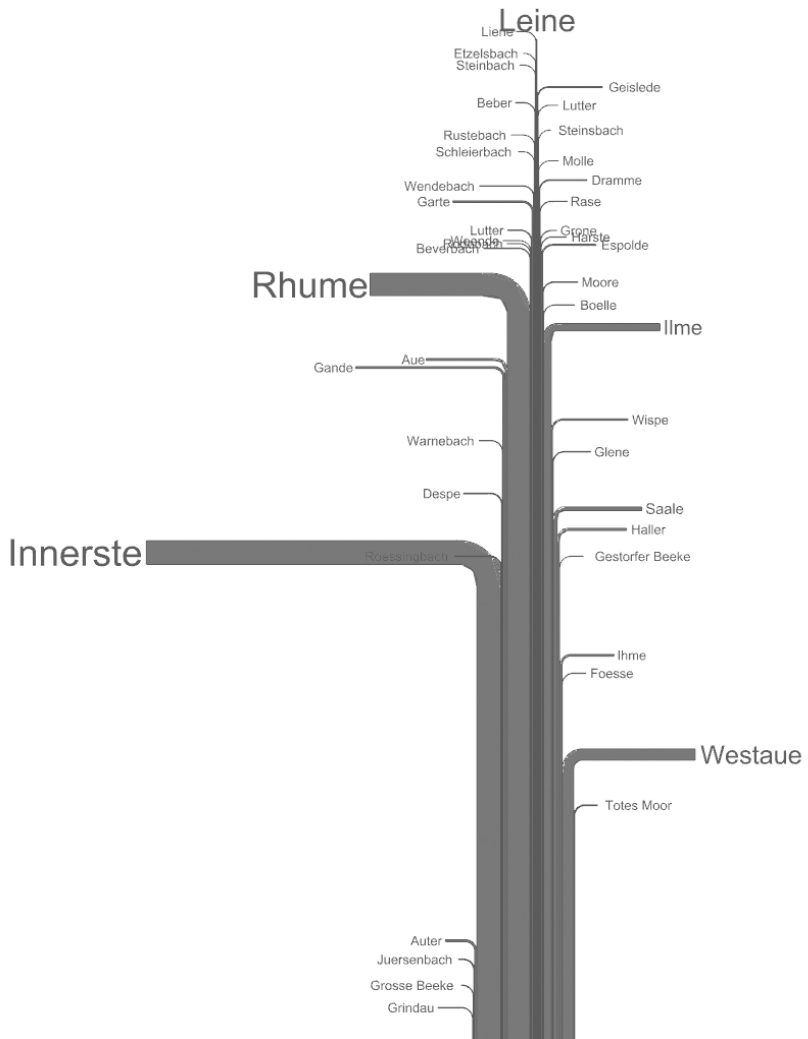 Leine
Liene
Etzelsbach
Steinbach
Geislede
Beber
Lutter
Steinsbach
Rustebach
Schleierbach
Molle
Dramme
Wendebach
Garte
Rase
Lutter
Grone
Harste
Weende
Rodebach
Espolde
Beverbach
Rhume
Moore
Boelle
Ilme
Aue
Gande
Wispe
Warnebach
Glene
Despe
Saale
Haller
Innerste
Roessingbach
Gestorfer Beeke
Ihme
Foesse
Westaue
Totes Moor
Auter
Juersenbach
Grosse Beeke
Grindau